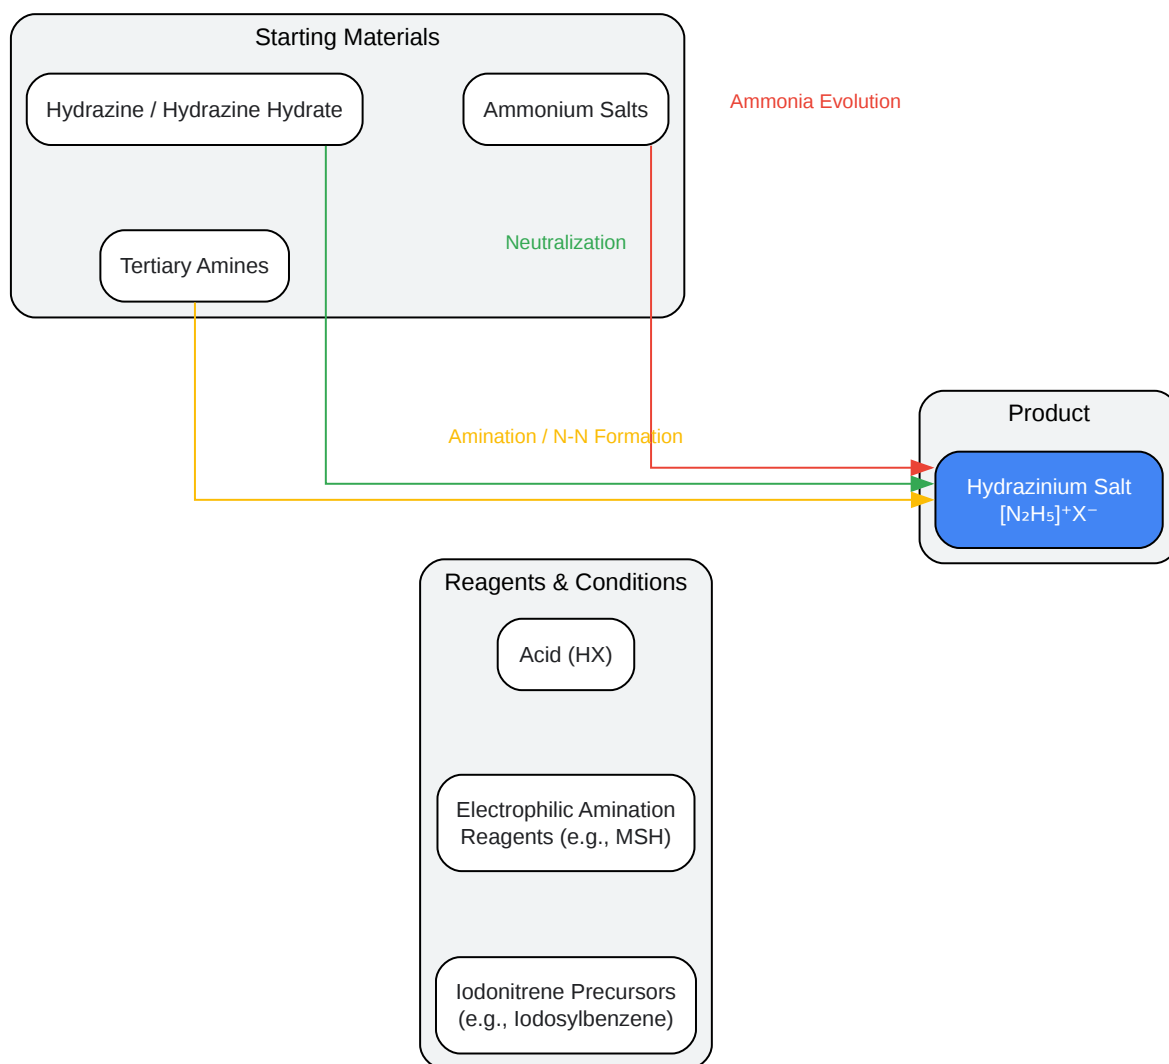 Starting Materials
Hydrazine / Hydrazine Hydrate
Ammonium Salts
Ammonia Evolution
Neutralization
Tertiary Amines
Amination / N-N Formation
Product
Hydrazinium Salt
[N₂H₅]⁺X⁻
Reagents & Conditions
Acid (HX)
Electrophilic Amination
Reagents (e.g., MSH)
Iodonitrene Precursors
(e.g., Iodosylbenzene)